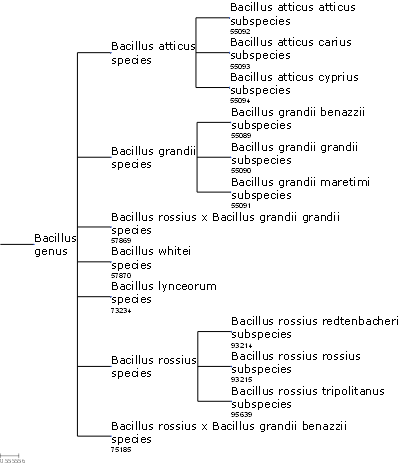 Bacillus atticus atticus
subspecies
55092
Bacillus atticus
species
Bacillus atticus carius
subspecies
55093
Bacillus atticus cyprius
subspecies
55094
Bacillus grandii benazzii
subspecies
55089
Bacillus grandii
species
Bacillus grandii grandii
subspecies
55090
Bacillus grandii maretimi
subspecies
55091
Bacillus rossius x Bacillus grandii grandii
species
57869
Bacillus
genus
Bacillus whitei
species
57870
Bacillus lynceorum
species
73234
Bacillus rossius redtenbacheri
subspecies
93214
Bacillus rossius
species
Bacillus rossius rossius
subspecies
93215
Bacillus rossius tripolitanus
subspecies
95639
Bacillus rossius x Bacillus grandii benazzii
species
75185
0.555556